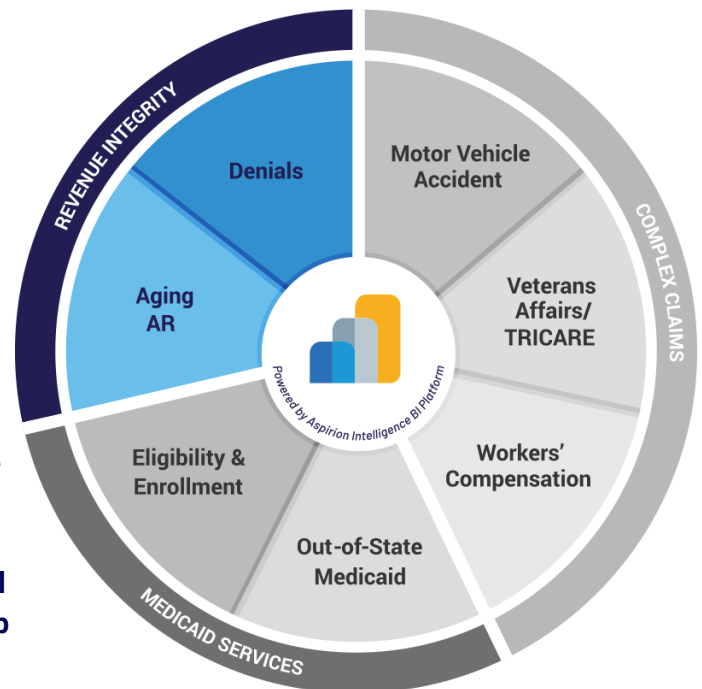 REVENUE INTEGRITY
Denials
Aging
AR
COMPLEX CLAIMS
Motor Vehicle
Accident
Veterans
Affairs/
TRICARE
Workers’
Compensation
MEDICAID SERVICES
Eligibility &
Enrollment
Out-of-State
Medicaid
Powered by Aspirion Intelligence BI Platform